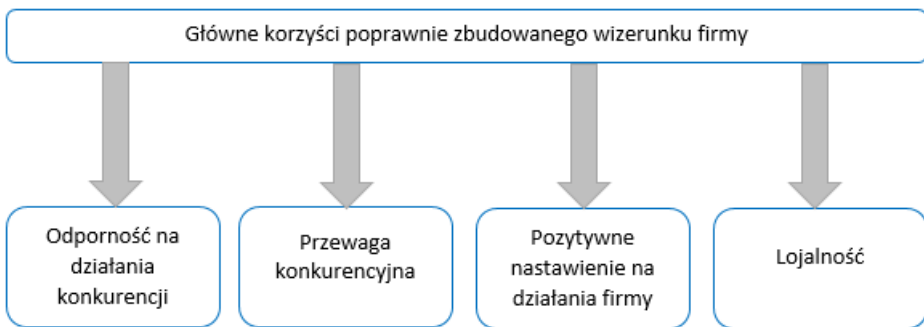 Główne korzyści poprawnie zbudowanego wizerunku firmy
Odporność na
działania
konkurencji
Przewaga
konkurencyjna
Pozytywne
nastawienie na
działania firmy
Lojalność